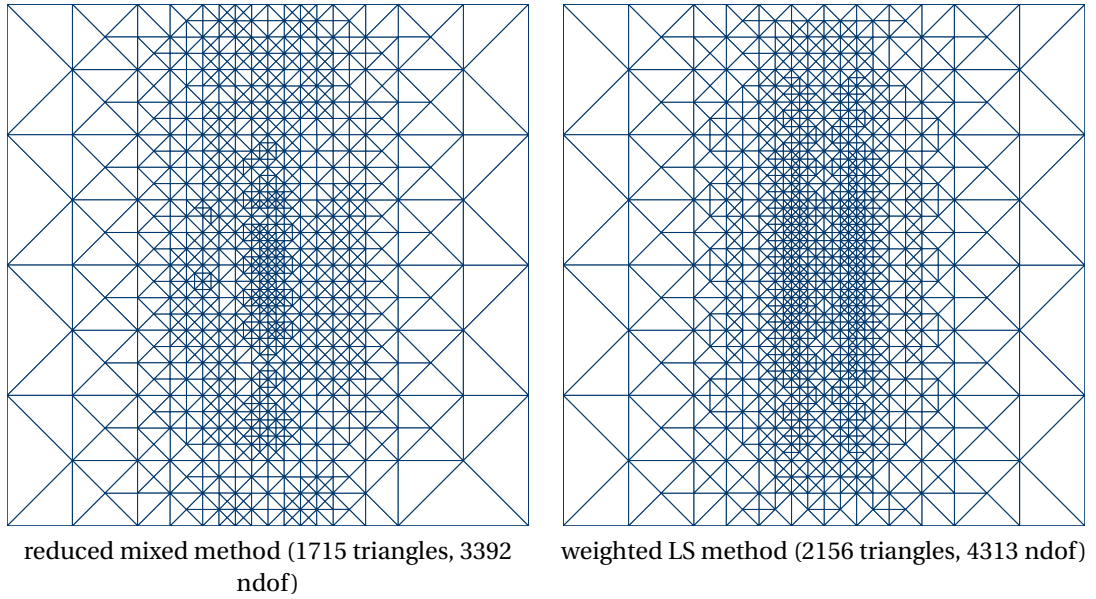 reduced mixed method (1715 triangles, 3392
ndof)
weighted LS method (2156 triangles, 4313 ndof)